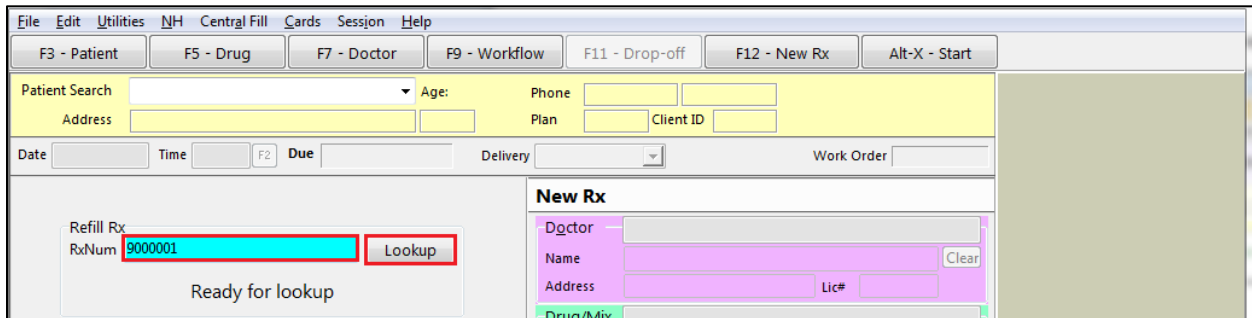 File Edit Utilities NH Central Fill Cards Session Help
F3 - Patient F5 - Drug F7 - Doctor F9 - Workflow F11 - Drop-off F12 - New Rx Alt-X - Start
Patient Search Age: Phone
Address Plan Client ID
Date Time F2 Due Delivery Work Order
New Rx
Refill Rx
RxNum 9000001 Lookup
Ready for lookup
Doctor
Name Clear
Address Lic#
Drug/Mix